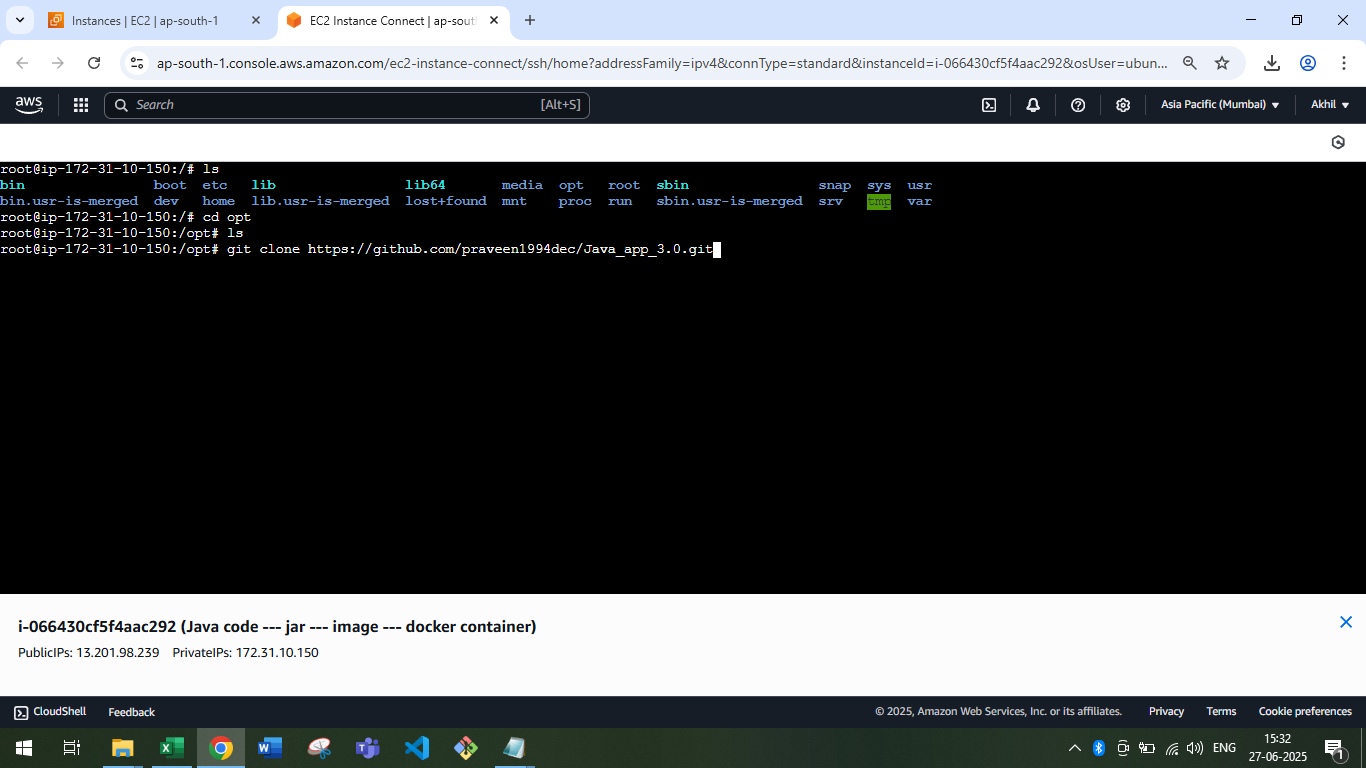 Instances | EC2 | ap-south-1
EC2 Instance Connect | ap-sout
ap-south-1.console.aws.amazon.com/ec2-instance-connect/ssh/home?addressFamily=ipv4&connType=standard&instanceId=i-066430cf5f4aac292&osUser=ubun...
aws Search [Alt+S] Asia Pacific (Mumbai) Akhil
root@ip-172-31-10-150:/# ls
bin boot etc lib lib64 media opt root sbin snap sys usr
bin.usr-is-merged dev home lib.usr-is-merged lost+found mnt proc run sbin.usr-is-merged srv tmp var
root@ip-172-31-10-150:/# cd opt
root@ip-172-31-10-150:/opt# ls
root@ip-172-31-10-150:/opt# git clone https://github.com/praveen1994dec/Java_app_3.0.git
i-066430cf5f4aac292 (Java code --- jar --- image --- docker container)
PublicIPs: 13.201.98.239 PrivateIPs: 172.31.10.150
CloudShell Feedback © 2025, Amazon Web Services, Inc. or its affiliates. Privacy Terms Cookie preferences
ENG 15:32
27-06-2025 1